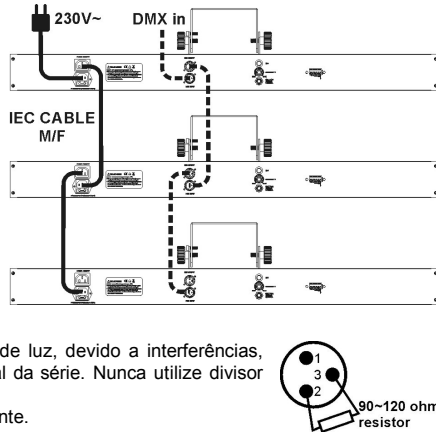 230V~
DMX in
IEC CABLE
M/F
de luz, devido a interferências,
al da série. Nunca utilize divisor
nte.
1
3
2
90~120 ohm
resistor